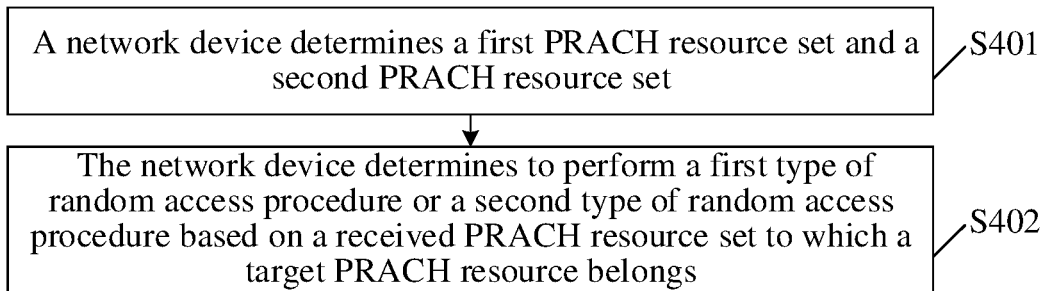 A network device determines a first PRACH resource set and a
second PRACH resource set
S401
The network device determines to perform a first type of
random access procedure or a second type of random access
procedure based on a received PRACH resource set to which a
target PRACH resource belongs
S402